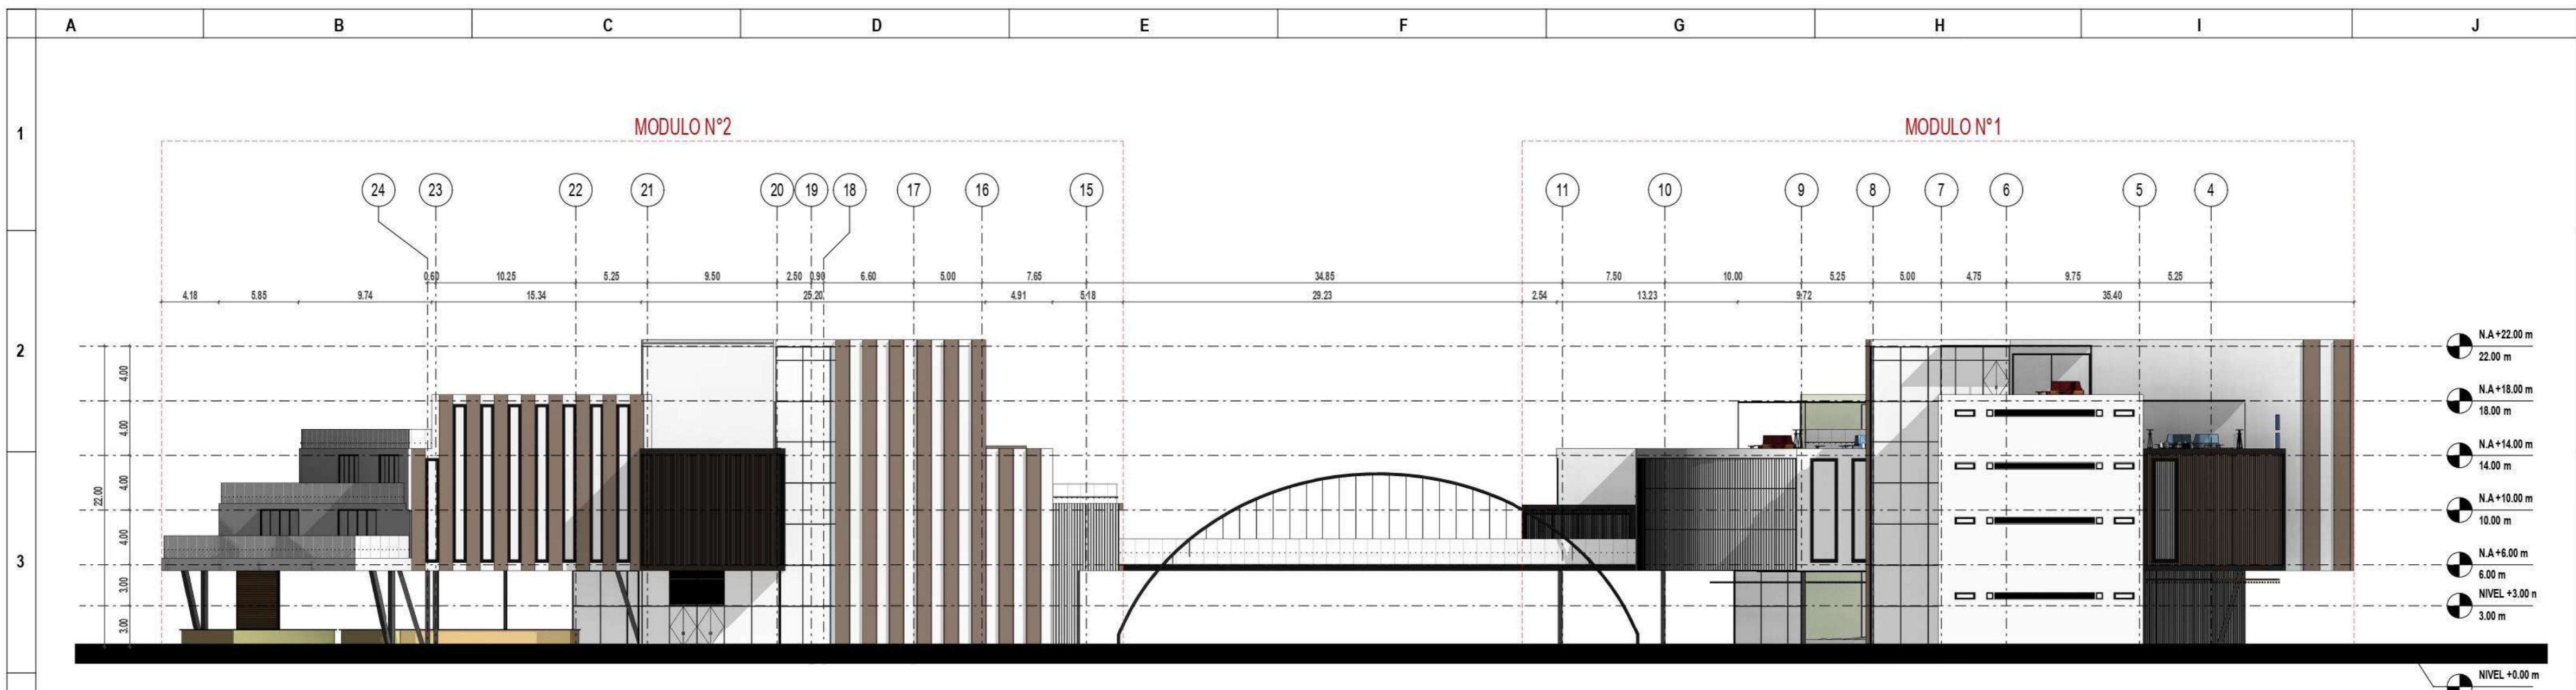 A B C D E F G H I J
1
MODULO N°2 MODULO N°1
24 23 22 21 20 19 18 17 16 15 11 10 9 8 7 6 5 4
0.60 10.25 5.25 9.50 2.50 0.90 6.60 5.00 7.65 34.85 7.50 10.00 5.25 5.00 4.75 9.75 5.25
4.18 5.85 9.74 15.34 25.20 4.91 5.18 29.23 2.54 13.23 9.72 35.40
2
N.A +22.00 m
22.00 m
4.00
N.A +18.00 m
18.00 m
4.00
N.A +14.00 m
14.00 m
4.00
22.00
N.A +10.00 m
10.00 m
4.00
3
N.A +6.00 m
6.00 m
3.00
NIVEL +3.00 n
3.00 m
3.00
NIVEL +0.00 m